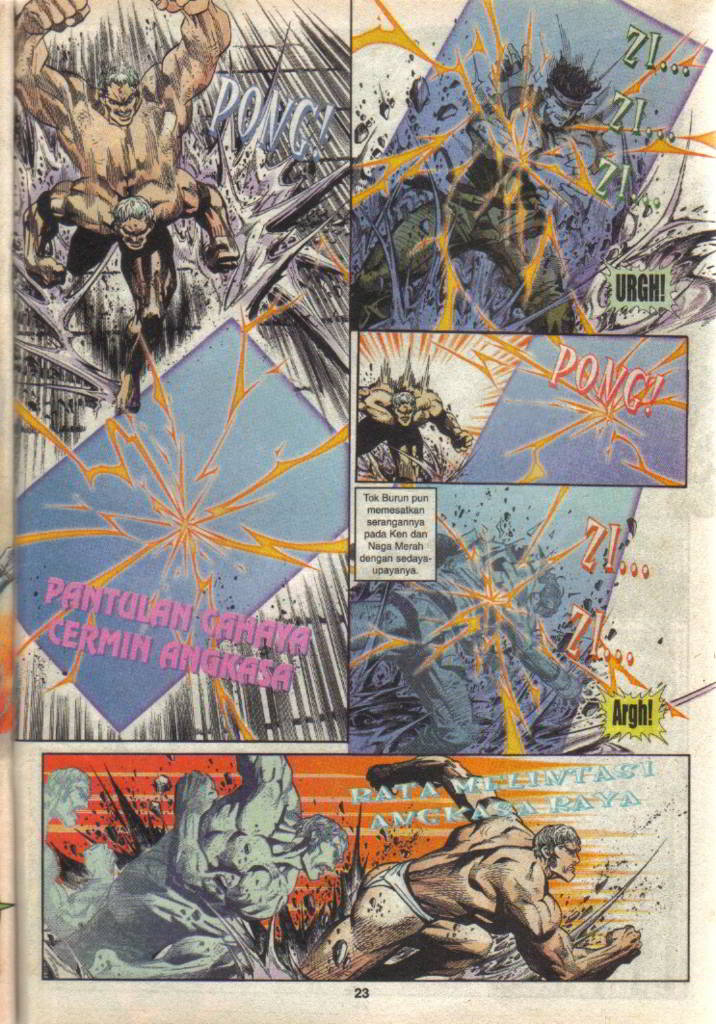 PONG!
PANTULAN CAHAYA
CERMIN ANGKASA
ZI...
ZI...
ZI...
URGH!
PONG!
Tok Burun pun
memesatkan
serangannya
pada Ken dan
Naga Merah
dengan sedaya-
upayanya.
ZI...
ZI...
Argh!
RATA MELINTASI
ANGKASA RAYA
23